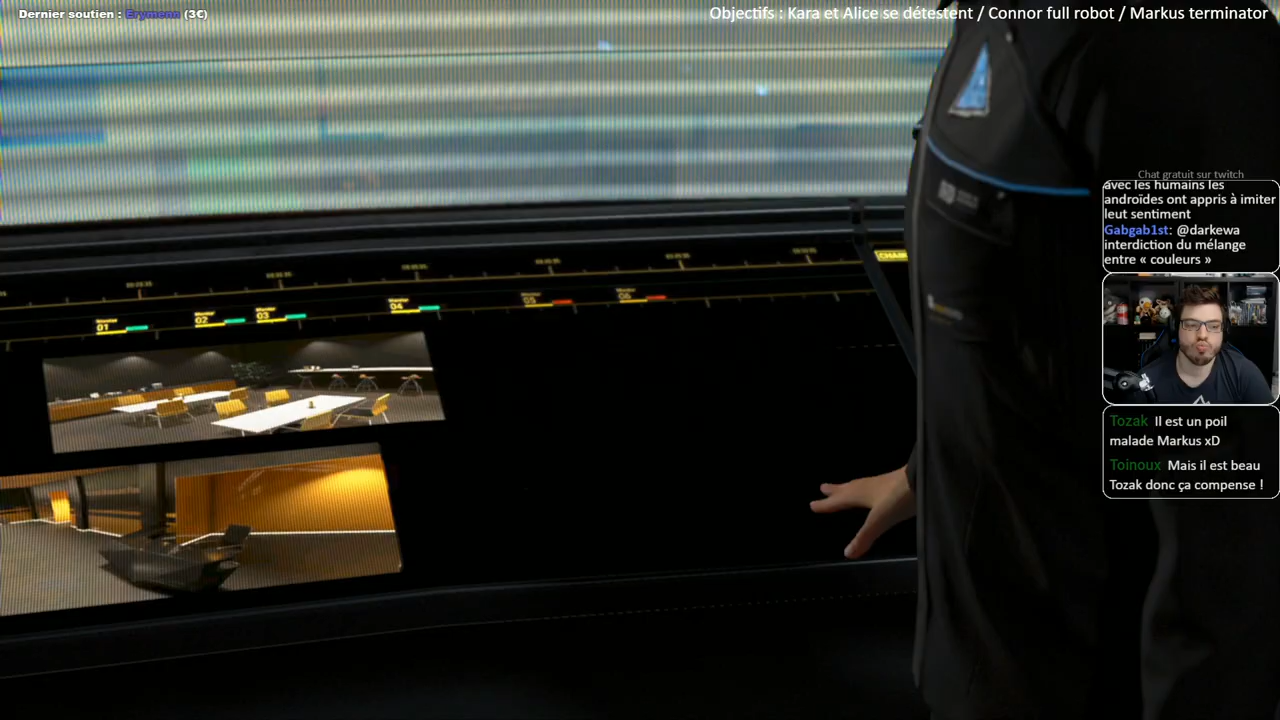 Dernier soutien : Erymenn (3€)
Objectifs : Kara et Alice se détestent / Connor full robot / Markus terminator
Chat gratuit sur twitch
avec les humains les
androïdes ont appris à imiter
leut sentiment
Gabgab1st: @darkewa
interdiction du mélange
entre « couleurs »
01
02
03
04
05
06
Tozak Il est un poil
malade Markus xD
Toinoux Mais il est beau
Tozak donc ça compense !